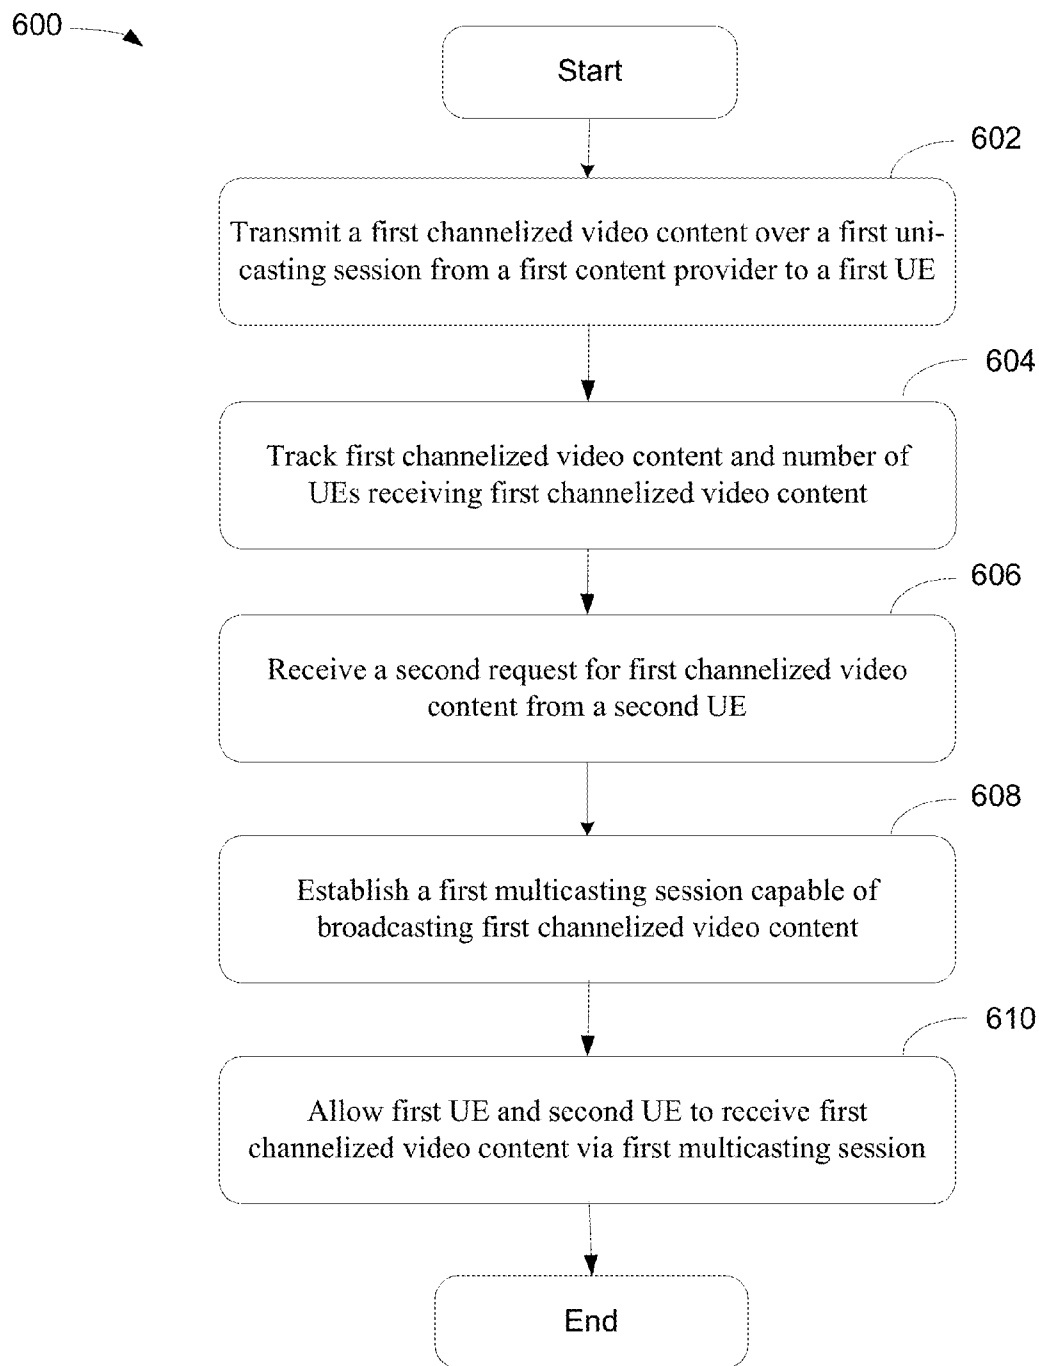 600
Start
602
Transmit a first channelized video content over a first uni-
casting session from a first content provider to a first UE
604
Track first channelized video content and number of
UEs receiving first channelized video content
606
Receive a second request for first channelized video
content from a second UE
608
Establish a first multicasting session capable of
broadcasting first channelized video content
610
Allow first UE and second UE to receive first
channelized video content via first multicasting session
End